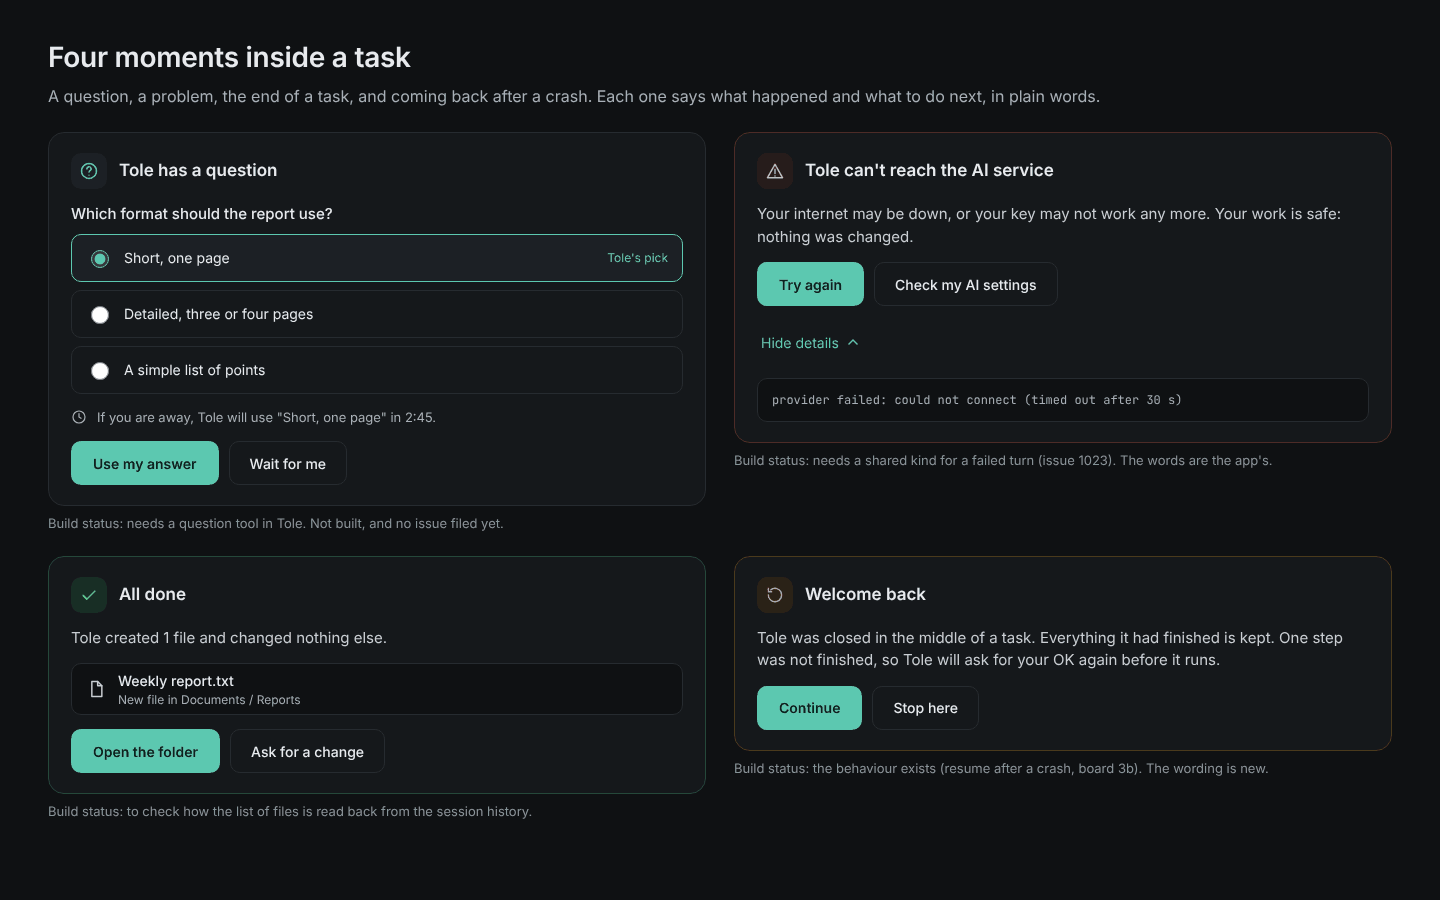 Four moments inside a task
A question, a problem, the end of a task, and coming back after a crash. Each one says what happened and what to do next, in plain words.
Tole has a question
Which format should the report use?
Short, one page
Tole's pick
Detailed, three or four pages
A simple list of points
If you are away, Tole will use "Short, one page" in 2:45.
Use my answer
Wait for me
Build status: needs a question tool in Tole. Not built, and no issue filed yet.
Tole can't reach the AI service
Your internet may be down, or your key may not work any more. Your work is safe:
nothing was changed.
Try again
Check my AI settings
Hide details
provider failed: could not connect (timed out after 30 s)
Build status: needs a shared kind for a failed turn (issue 1023). The words are the app's.
All done
Tole created 1 file and changed nothing else.
Weekly report.txt
New file in Documents / Reports
Open the folder
Ask for a change
Build status: to check how the list of files is read back from the session history.
Welcome back
Tole was closed in the middle of a task. Everything it had finished is kept. One step
was not finished, so Tole will ask for your OK again before it runs.
Continue
Stop here
Build status: the behaviour exists (resume after a crash, board 3b). The wording is new.